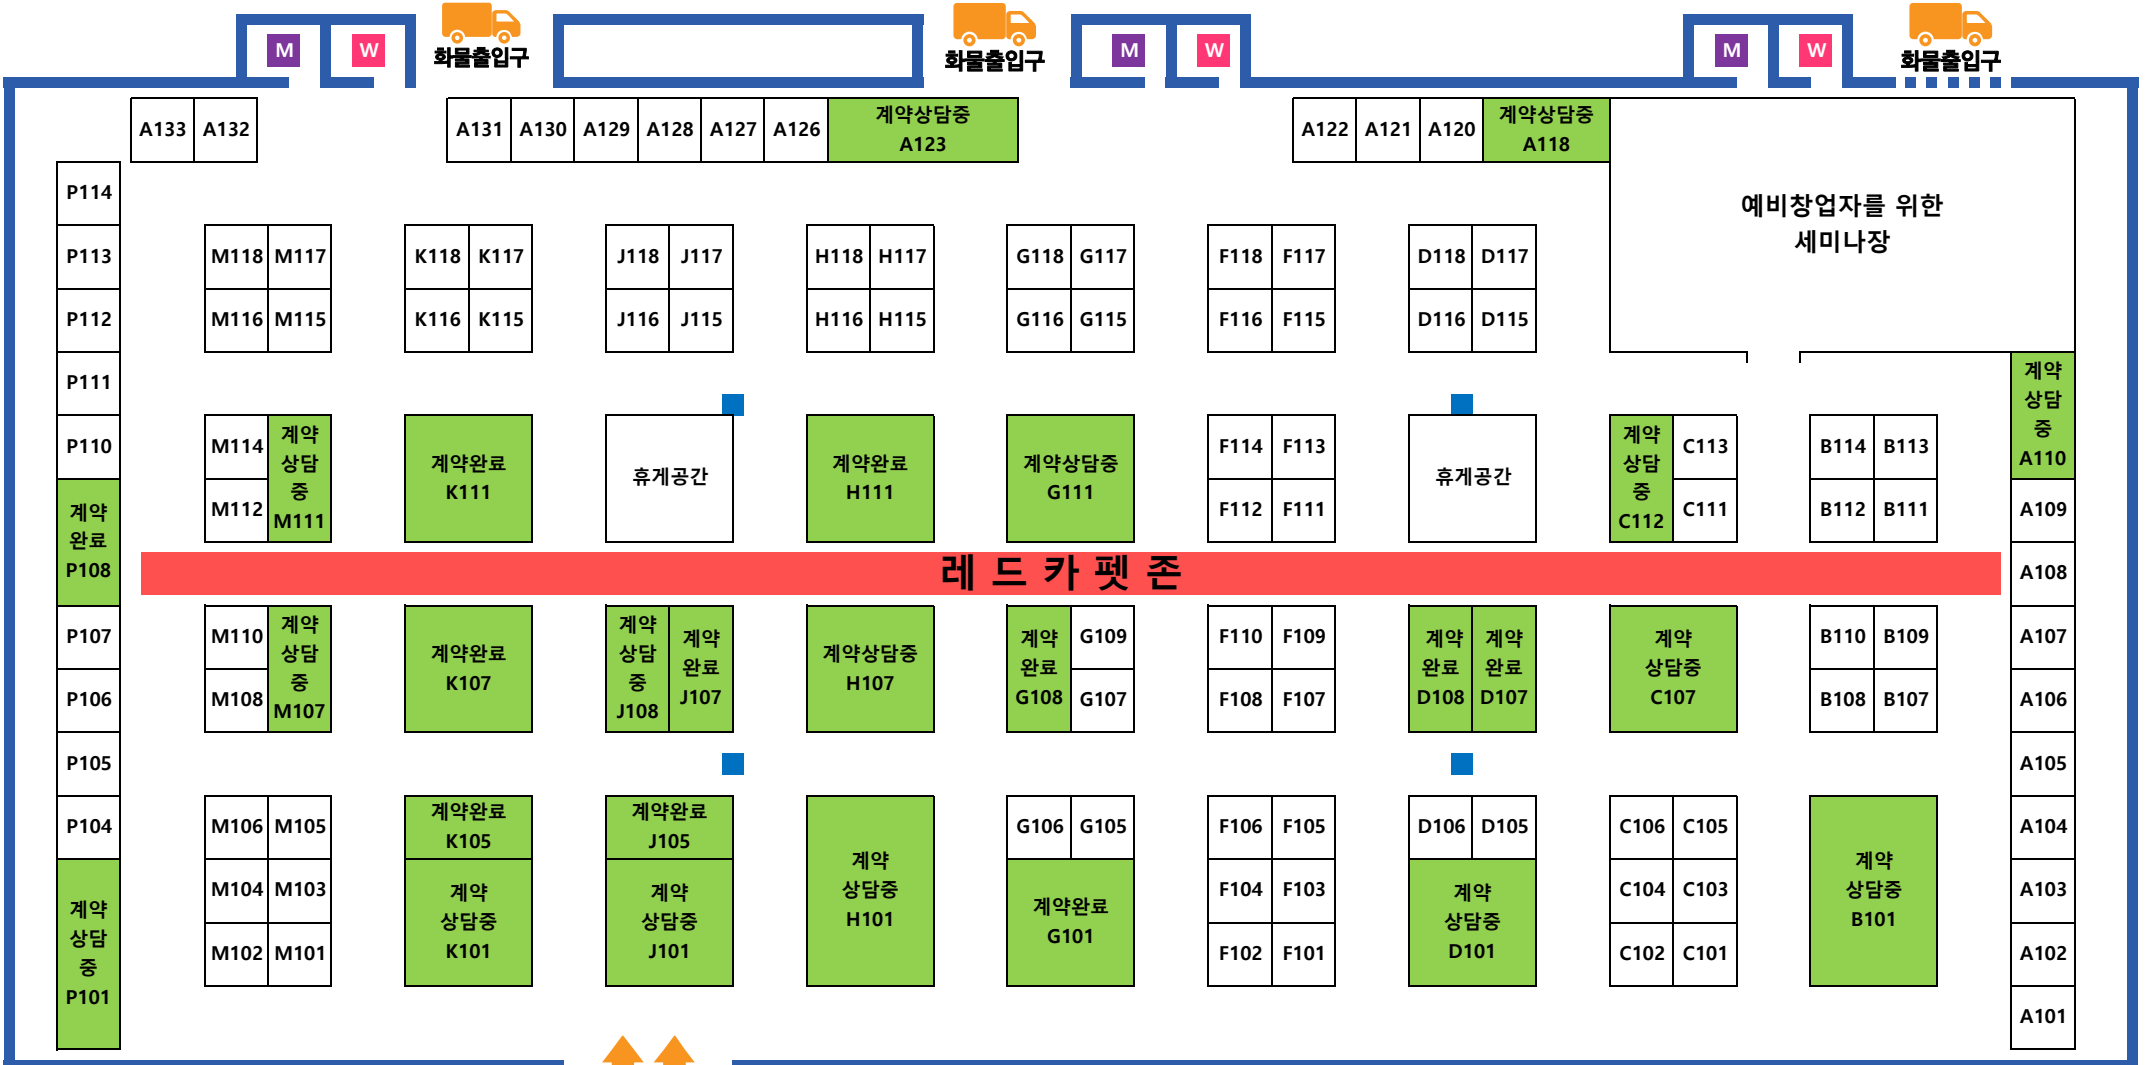 M W 화물출입구 화물출입구 M W M W 화물출입구
A133 A132 A131 A130 A129 A128 A127 A126 계약상담중 A122 A121 A120 계약상담중
A123 A118
P114
예비창업자를 위한
세미나장
P113 M118 M117 K118 K117 J118 J117 H118 H117 G118 G117 F118 F117 D118 D117
P112 M116 M115 K116 K115 J116 J115 H116 H115 G116 G115 F116 F115 D116 D115
P111
계약
상담
중
A110
P110
M114
M112
계약
상담
중
M111
계약완료
K111
휴게공간
계약완료
H111
계약상담중
G111
F114 F113
F112 F111
휴게공간
계약
상담
중
C112
C113
C111
B114 B113
B112 B111
A109
계약
완료
P108
레드카펫존
A108
P107
P106
M110
M108
계약
상담
중
M107
계약완료
K107
계약
상담
중
J108
계약
완료
J107
계약상담중
H107
계약
완료
G108
G109
G107
F110 F109
F108 F107
계약
완료
D108
계약
완료
D107
계약
상담중
C107
B110 B109
B108 B107
A107
A106
P105
A105
P104
계약
상담
중
P101
M106 M105
M104 M103
M102 M101
계약완료
K105
계약
상담중
K101
계약완료
J105
계약
상담중
J101
계약
상담중
H101
G106 G105
계약완료
G101
F106 F105
F104 F103
F102 F101
D106 D105
계약
상담중
D101
C106 C105
C104 C103
C102 C101
계약
상담중
B101
A104
A103
A102
A101